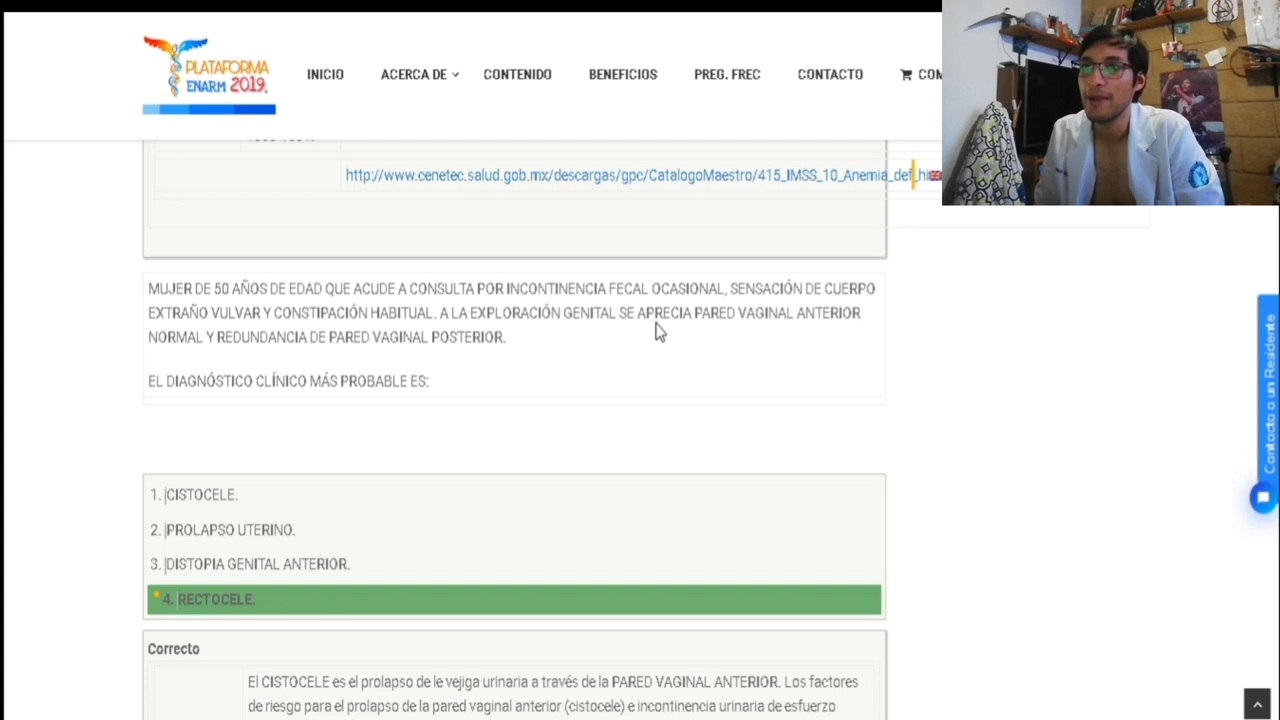 PLATAFORMA
ENARM 2019
INICIO
ACERCA DE
CONTENIDO
BENEFICIOS
PREG. FREC
CONTACTO
COM
http://www.cenetec.salud.gob.mx/descargas/gpc/CatalogoMaestro/415_IMSS_10_Anemia_def_hi
MUJER DE 50 AÑOS DE EDAD QUE ACUDE A CONSULTA POR INCONTINENCIA FECAL OCASIONAL, SENSACIÓN DE CUERPO
EXTRAÑO VULVAR Y CONSTIPACIÓN HABITUAL. A LA EXPLORACIÓN GENITAL SE APRECIA PARED VAGINAL ANTERIOR
NORMAL Y REDUNDANCIA DE PARED VAGINAL POSTERIOR.
EL DIAGNÓSTICO CLÍNICO MÁS PROBABLE ES:
1. CISTOCELE.
2. PROLAPSO UTERINO.
3. DISTOPIA GENITAL ANTERIOR.
4. RECTOCELE.
Correcto
El CISTOCELE es el prolapso de le vejiga urinaria a través de la PARED VAGINAL ANTERIOR. Los factores
de riesgo para el prolapso de la pared vaginal anterior (cistocele) e incontinencia urinaria de esfuerzo
Contacta a un Residente